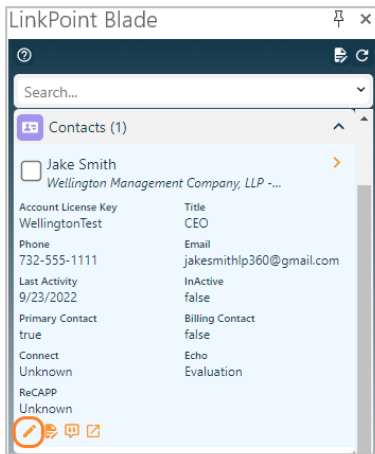 LinkPoint Blade
Search...
Contacts (1)
Jake Smith
Wellington Management Company, LLP -...
Account License Key Title
WellingtonTest CEO
Phone Email
732-555-1111 jakesmithlp360@gmail.com
Last Activity InActive
9/23/2022 false
Primary Contact Billing Contact
true false
Connect Echo
Unknown Evaluation
ReCAPP
Unknown